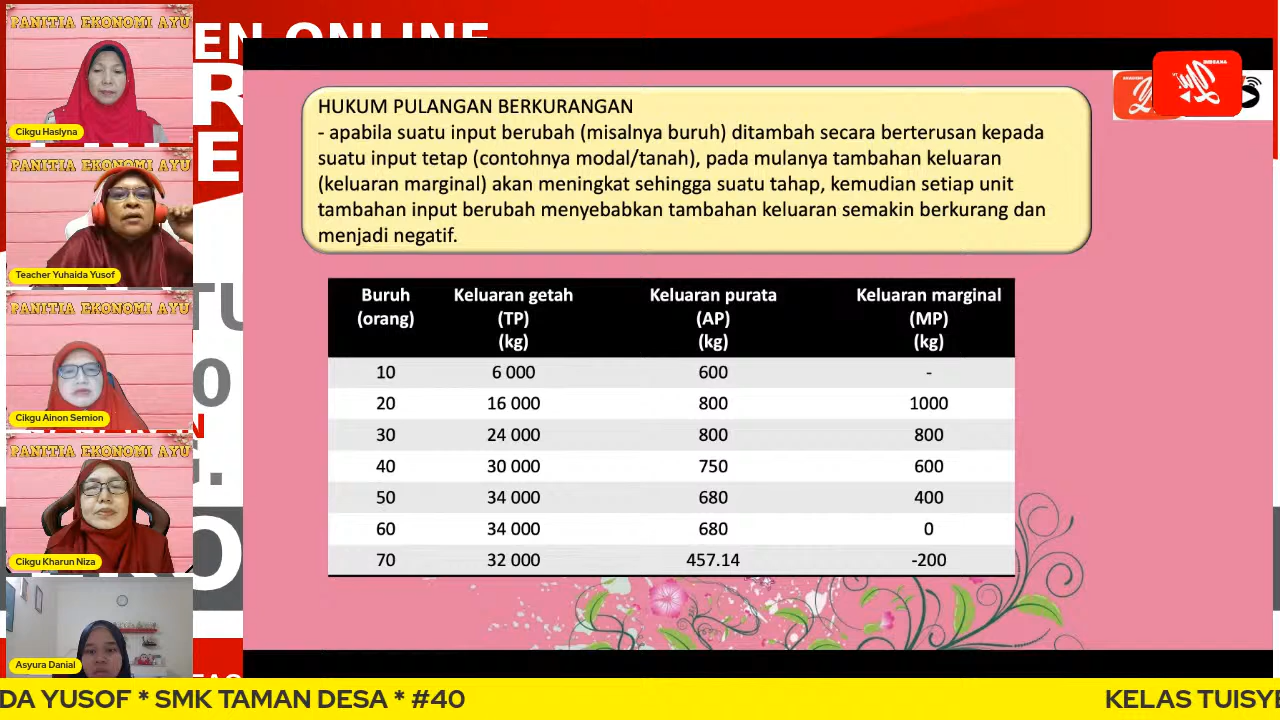 PANITIA EKONOMI AYU
Cikgu Haslyna
PANITIA EKONOMI AYU
Teacher Yuhaida Yusof
PANITIA EKONOMI AYU
Cikgu Ainon Semion
PANITIA EKONOMI AYU
Cikgu Kharun Niza
Asyura Danial
HUKUM PULANGAN BERKURANGAN
- apabila suatu input berubah (misalnya buruh) ditambah secara berterusan kepada
suatu input tetap (contohnya modal/tanah), pada mulanya tambahan keluaran
(keluaran marginal) akan meningkat sehingga suatu tahap, kemudian setiap unit
tambahan input berubah menyebabkan tambahan keluaran semakin berkurang dan
menjadi negatif.
Buruh Keluaran getah Keluaran purata Keluaran marginal
(orang) (TP) (AP) (MP)
(kg) (kg) (kg)
10 6 000 600 -
20 16 000 800 1000
30 24 000 800 800
40 30 000 750 600
50 34 000 680 400
60 34 000 680 0
70 32 000 457.14 -200
DA YUSOF * SMK TAMAN DESA * #40 KELAS TUISYE